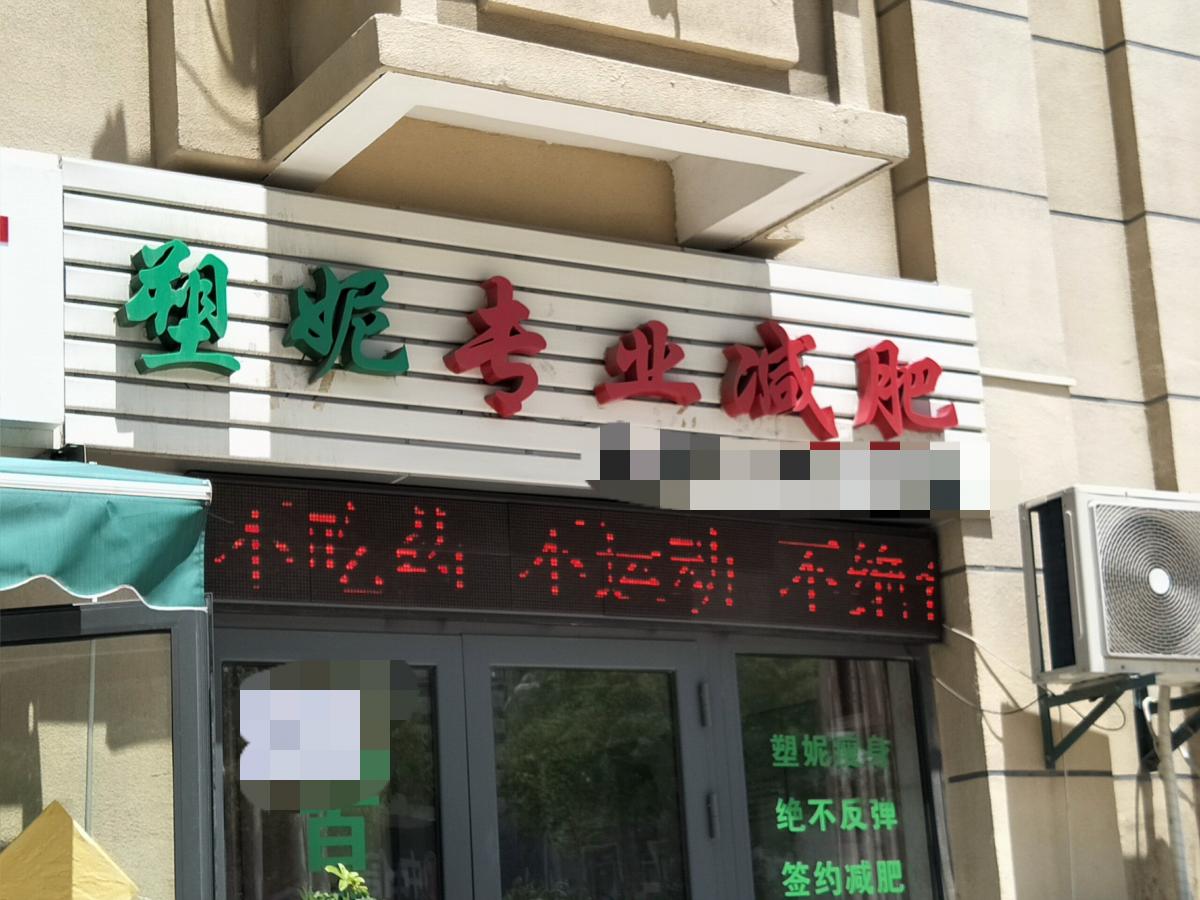 塑妮专业减肥
不吃药 不运动 不绝食
塑妮瘦身
绝不反弹
签约减肥